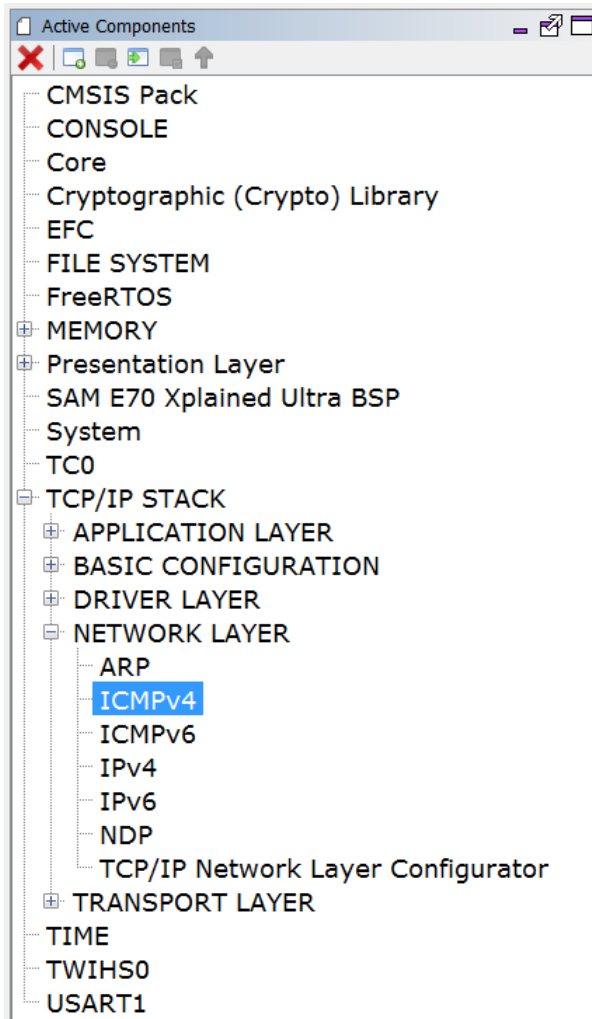 Active Components
CMSIS Pack
CONSOLE
Core
Cryptographic (Crypto) Library
EFC
FILE SYSTEM
FreeRTOS
MEMORY
Presentation Layer
SAM E70 Xplained Ultra BSP
System
TC0
TCP/IP STACK
APPLICATION LAYER
BASIC CONFIGURATION
DRIVER LAYER
NETWORK LAYER
ARP
ICMPv4
ICMPv6
IPv4
IPv6
NDP
TCP/IP Network Layer Configurator
TRANSPORT LAYER
TIME
TWIHS0
USART1